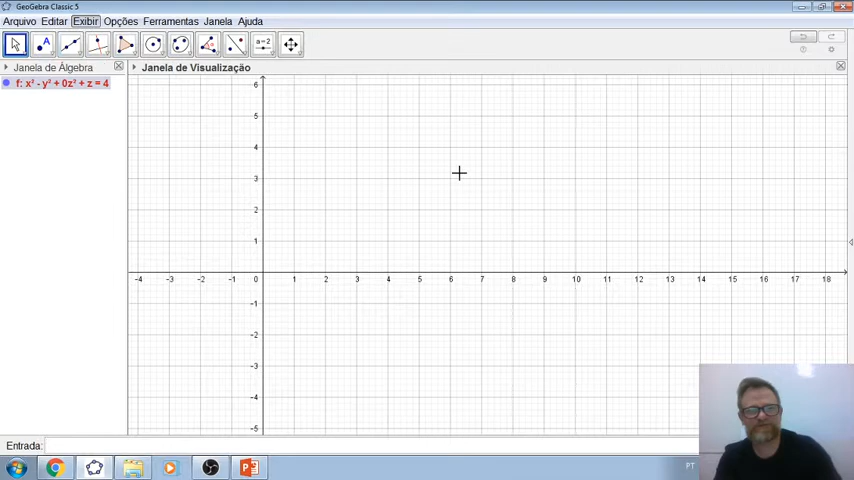 GeoGebra Classic 5
Arquivo Editar Exibir Opções Ferramentas Janela Ajuda
A a=2
Janela de Álgebra
Janela de Visualização
f: x² - y² + 0z² + z = 4
6
5
4
3
2
1
-4 -3 -2 -1 0 1 2 3 4 5 6 7 8 9 10 11 12 13 14 15 16 17 18
-1
-2
-3
-4
-5
Entrada:
PT